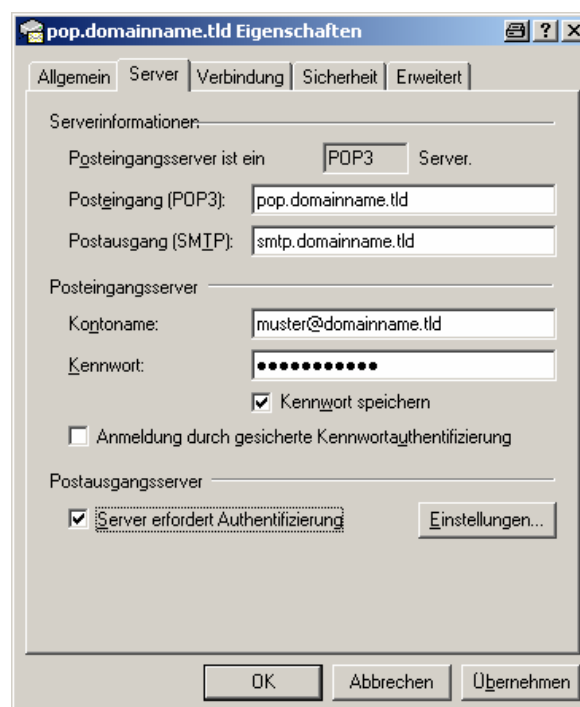 pop.domainname.tld Eigenschaften
Allgemein Server Verbindung Sicherheit Erweitert
Serverinformationen
Posteingangsserver ist ein POP3 Server.
Posteingang (POP3): pop.domainname.tld
Postausgang (SMTP): smtp.domainname.tld
Posteingangsserver
Kontoname: muster@domainname.tld
Kennwort: ●●●●●●●●●●●
Kennwort speichern
Anmeldung durch gesicherte Kennwortauthentifizierung
Postausgangsserver
Server erfordert Authentifizierung Einstellungen...
OK Abbrechen Übernehmen